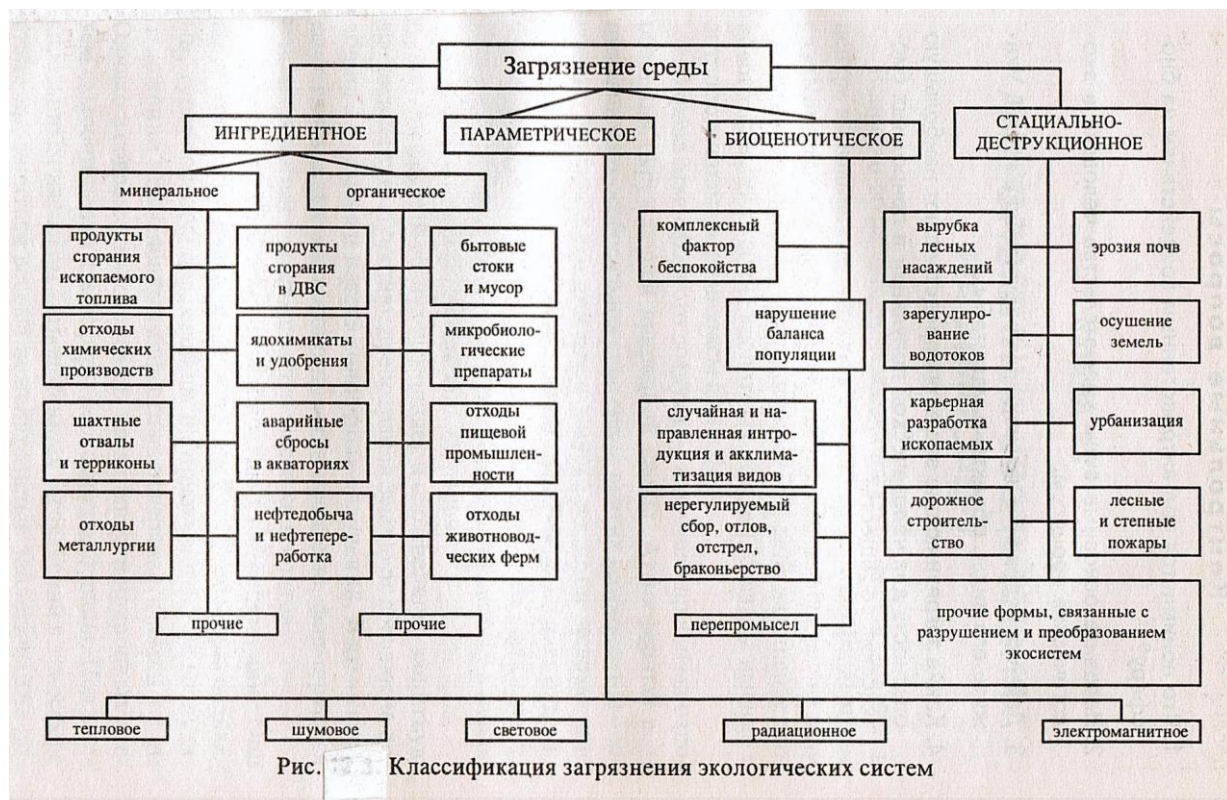 Загрязнение среды
ИНГРЕДИЕНТНОЕ
ПАРАМЕТРИЧЕСКОЕ
БИОЦЕНОТИЧЕСКОЕ
СТАЦИАЛЬНО-
ДЕСТРУКЦИОННОЕ
минеральное
органическое
продукты
сгорания
ископаемого
топлива
продукты
сгорания
в ДВС
бытовые
стоки
и мусор
отходы
химических
производств
ядохимикаты
и удобрения
микробиоло-
гические
препараты
шахтные
отвалы
и терриконы
аварийные
сбросы
в акваториях
отходы
пищевой
промышлен-
ности
отходы
металлургии
нефтедобыча
и нефтепере-
работка
отходы
животновод-
ческих ферм
прочие
прочие
комплексный
фактор
беспокойства
нарушение
баланса
популяции
случайная и на-
правленная интро-
дукция и акклима-
тизация видов
нерегулируемый
сбор, отлов,
отстрел,
браконьерство
перепромысел
вырубка
лесных
насаждений
эрозия почв
зарегулиро-
вание
водотоков
осушение
земель
карьерная
разработка
ископаемых
урбанизация
дорожное
строитель-
ство
лесные
и степные
пожары
прочие формы, связанные с
разрушением и преобразованием
экосистем
тепловое
шумовое
световое
радиационное
электромагнитное
Рис. Классификация загрязнения экологических систем